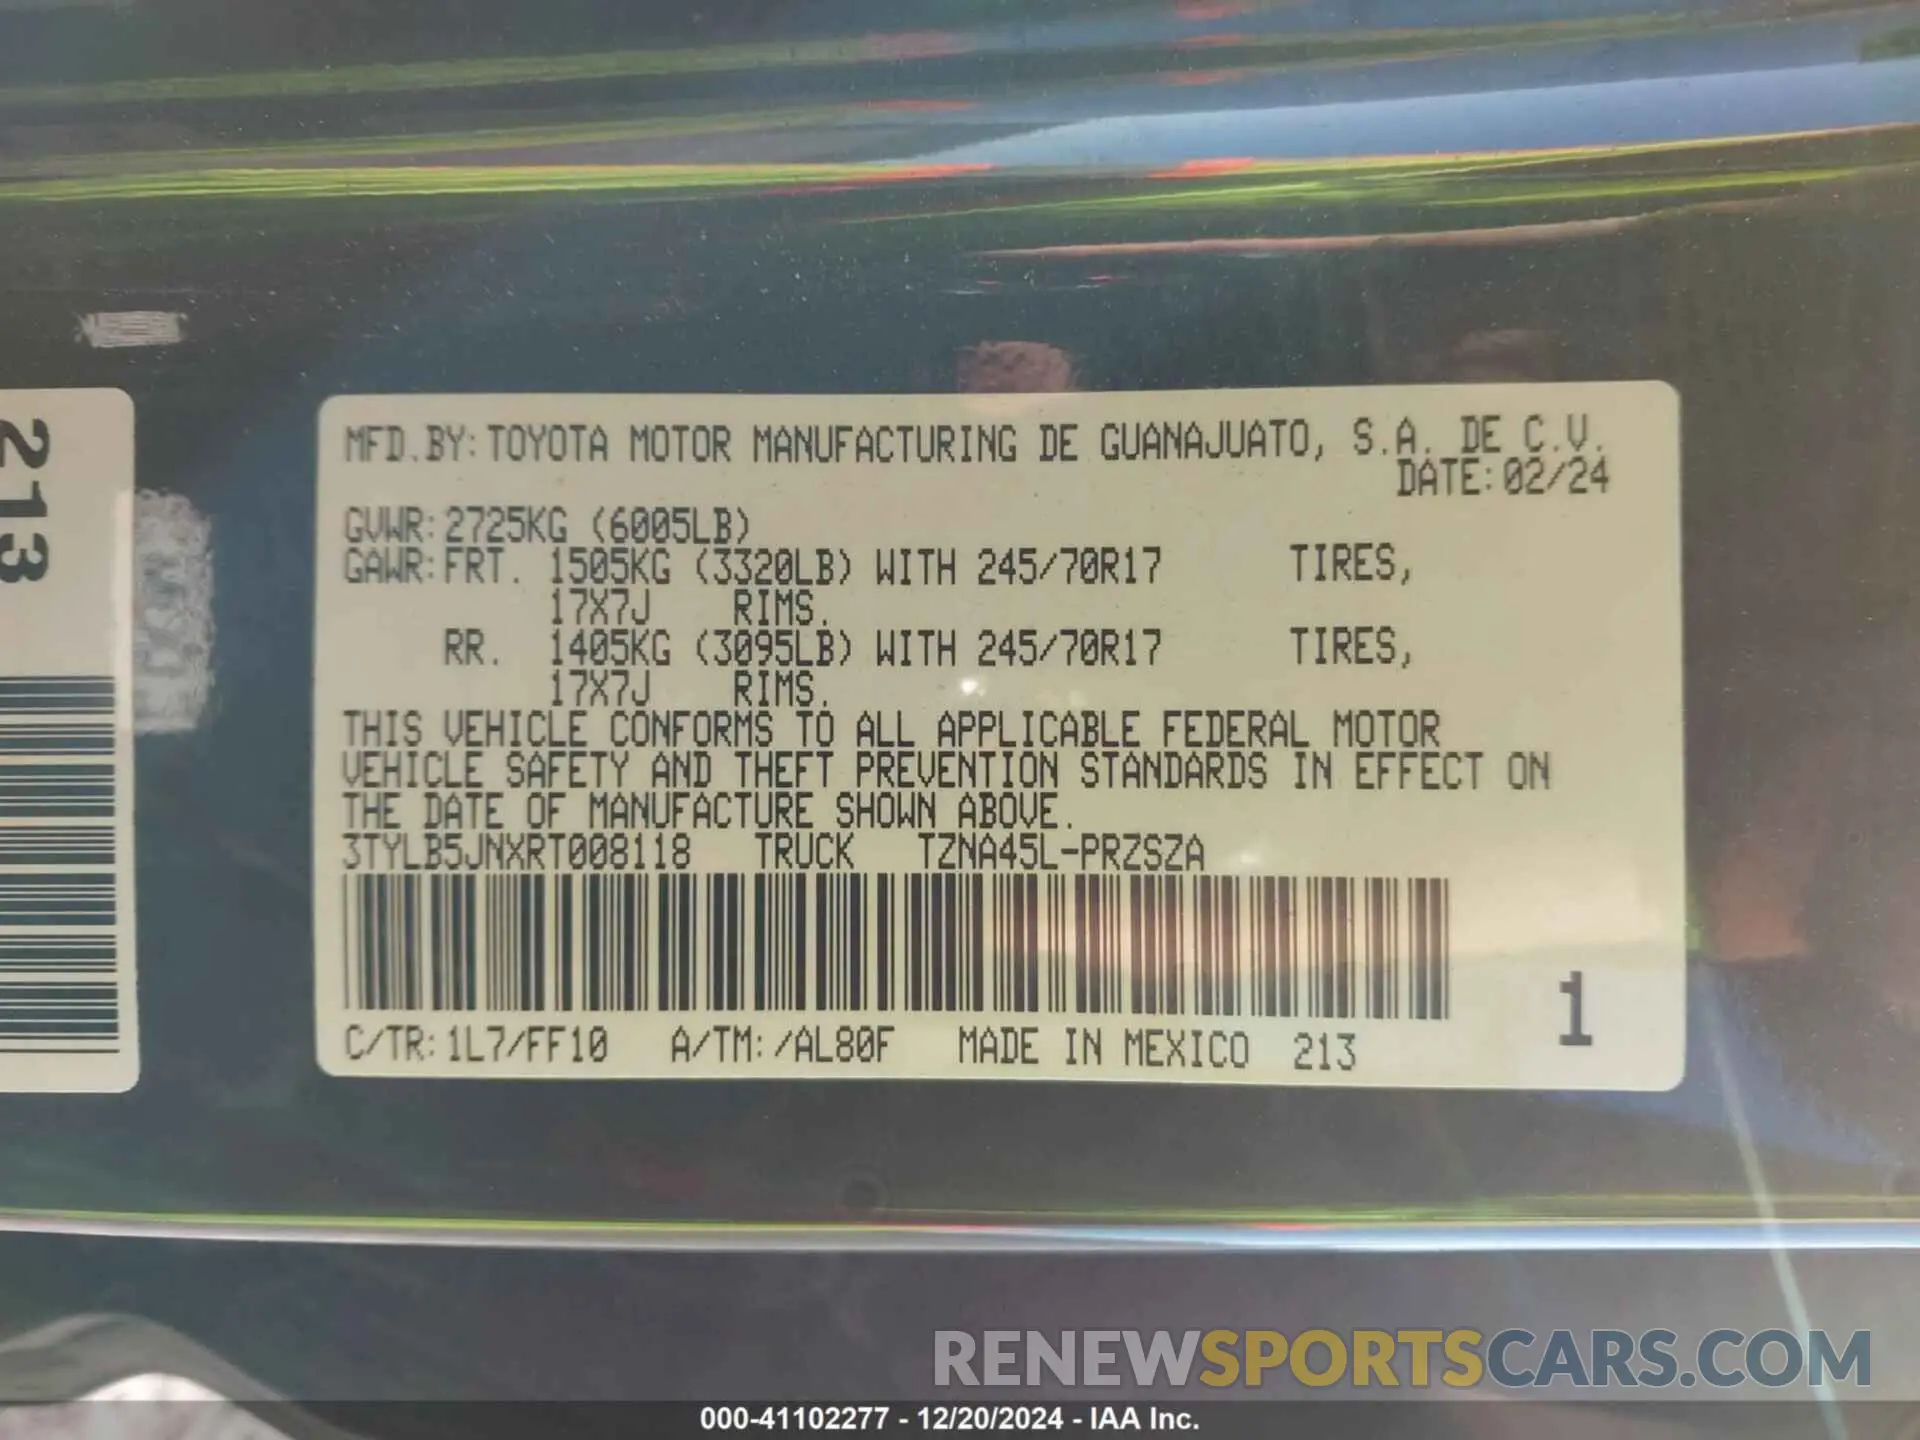 MFD.BY:TOYOTA MOTOR MANUFACTURING DE GUANAJUATO, S.A. DE C.V.
DATE:02/24
GVWR:2725KG (6005LB)
GAWR:FRT. 1505KG (3320LB) WITH 245/70R17 TIRES,
17X7J RIMS.
RR. 1405KG (3095LB) WITH 245/70R17 TIRES,
17X7J RIMS.
THIS VEHICLE CONFORMS TO ALL APPLICABLE FEDERAL MOTOR
VEHICLE SAFETY AND THEFT PREVENTION STANDARDS IN EFFECT ON
THE DATE OF MANUFACTURE SHOWN ABOVE.
3TYLB5JNXRT008118 TRUCK TZNA45L-PRZSZA
C/TR:1L7/FF10 A/TM:/AL80F MADE IN MEXICO 213
1
213
RENEWSPORTSCARS.COM
000-41102277 - 12/20/2024 - IAA Inc.